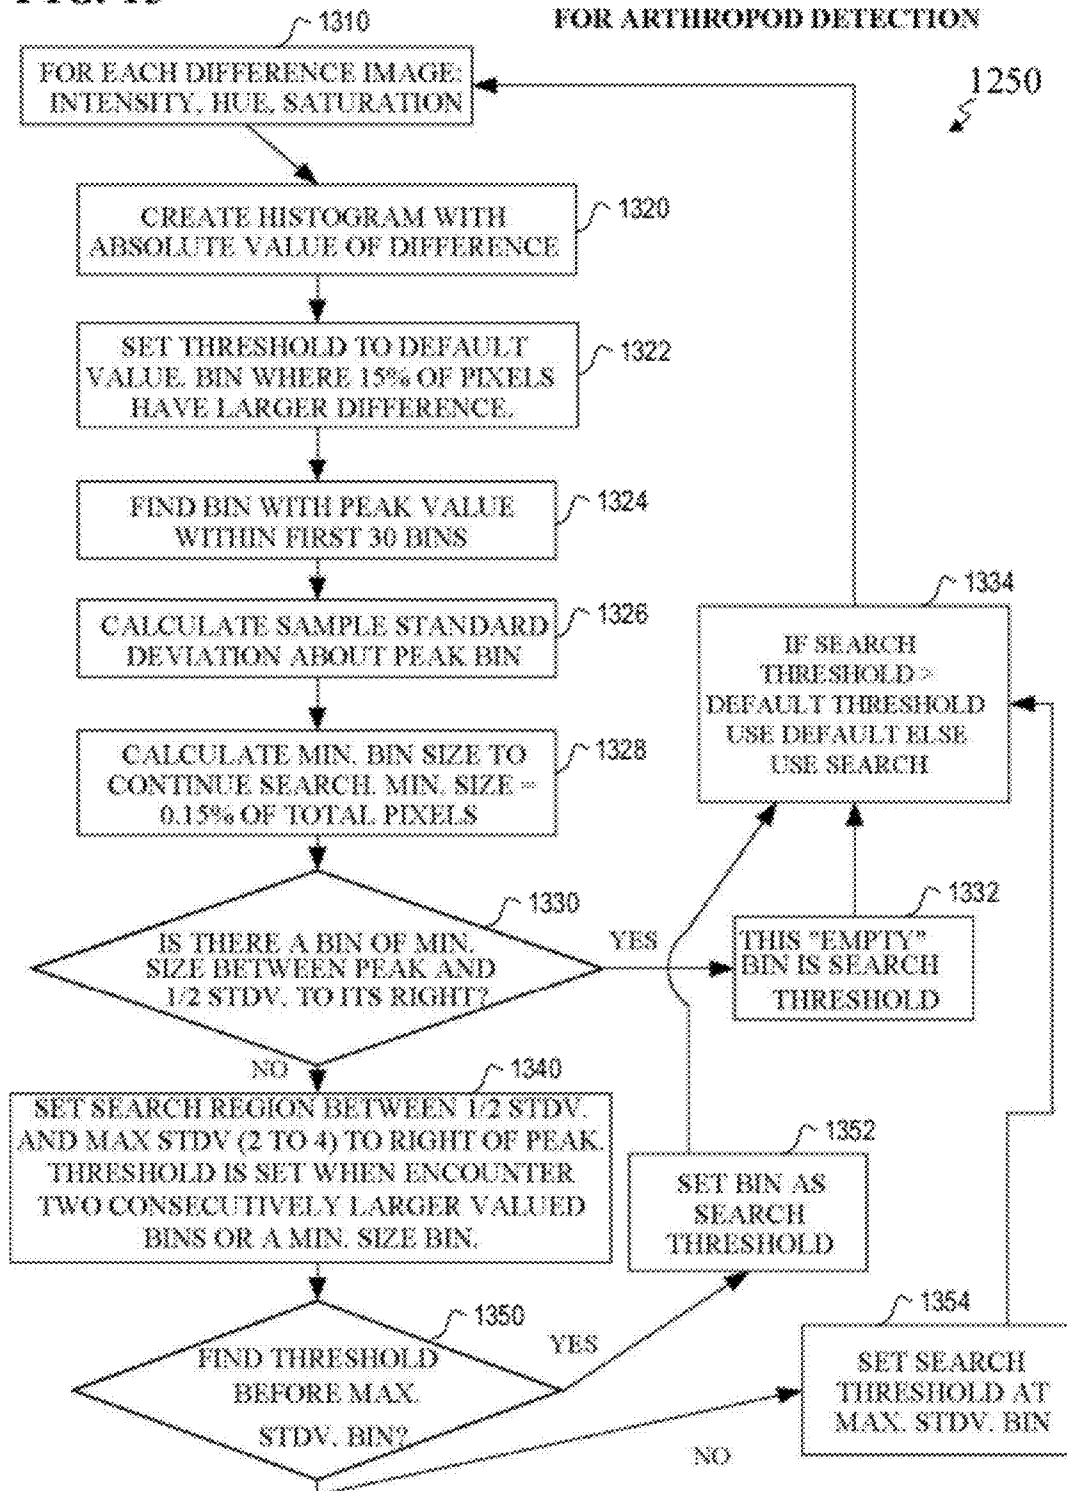 FOR ARTHROPOD DETECTION
1310
FOR EACH DIFFERENCE IMAGE:
INTENSITY, HUE, SATURATION
1250
CREATE HISTOGRAM WITH
ABSOLUTE VALUE OF DIFFERENCE
1320
SET THRESHOLD TO DEFAULT
VALUE. BIN WHERE 15% OF PIXELS
HAVE LARGER DIFFERENCE.
1322
FIND BIN WITH PEAK VALUE
WITHIN FIRST 30 BINS
1324
CALCULATE SAMPLE STANDARD
DEVIATION ABOUT PEAK BIN
1326
CALCULATE MIN. BIN SIZE TO
CONTINUE SEARCH. MIN. SIZE =
0.15% OF TOTAL PIXELS
1328
1334
IF SEARCH
THRESHOLD >
DEFAULT THRESHOLD
USE DEFAULT ELSE
USE SEARCH
1330
IS THERE A BIN OF MIN.
SIZE BETWEEN PEAK AND
1/2 STDV. TO ITS RIGHT?
YES
1332
THIS "EMPTY"
BIN IS SEARCH
THRESHOLD
NO
1340
SET SEARCH REGION BETWEEN 1/2 STDV.
AND MAX STDV (2 TO 4) TO RIGHT OF PEAK.
THRESHOLD IS SET WHEN ENCOUNTER
TWO CONSECUTIVELY LARGER VALUED
BINS OR A MIN. SIZE BIN.
1352
SET BIN AS
SEARCH
THRESHOLD
1350
FIND THRESHOLD
BEFORE MAX.
STDV. BIN?
YES
1354
SET SEARCH
THRESHOLD AT
MAX. STDV. BIN
NO